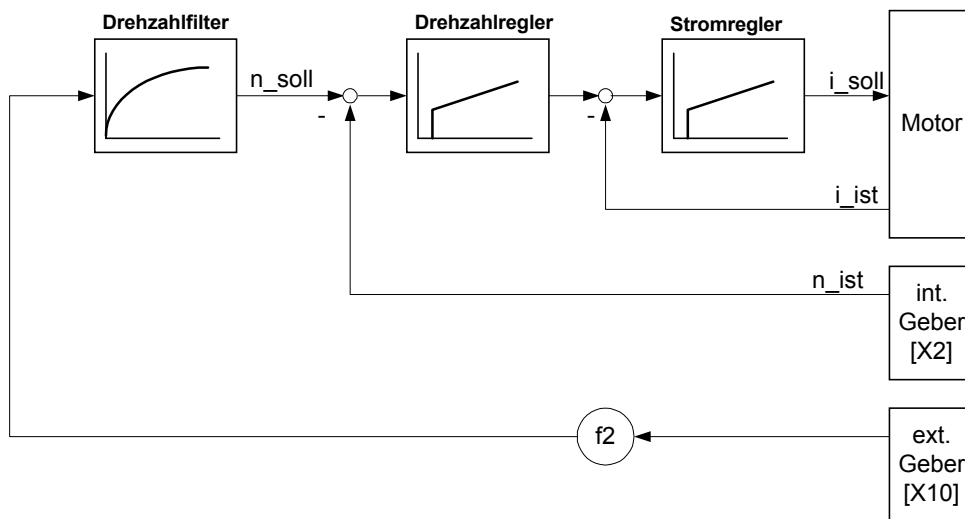 Drehzahlfilter
Drehzahlregler
Stromregler
n_soll
i_soll
-
-
Motor
i_ist
n_ist
int.
Geber
[X2]
f2
ext.
Geber
[X10]